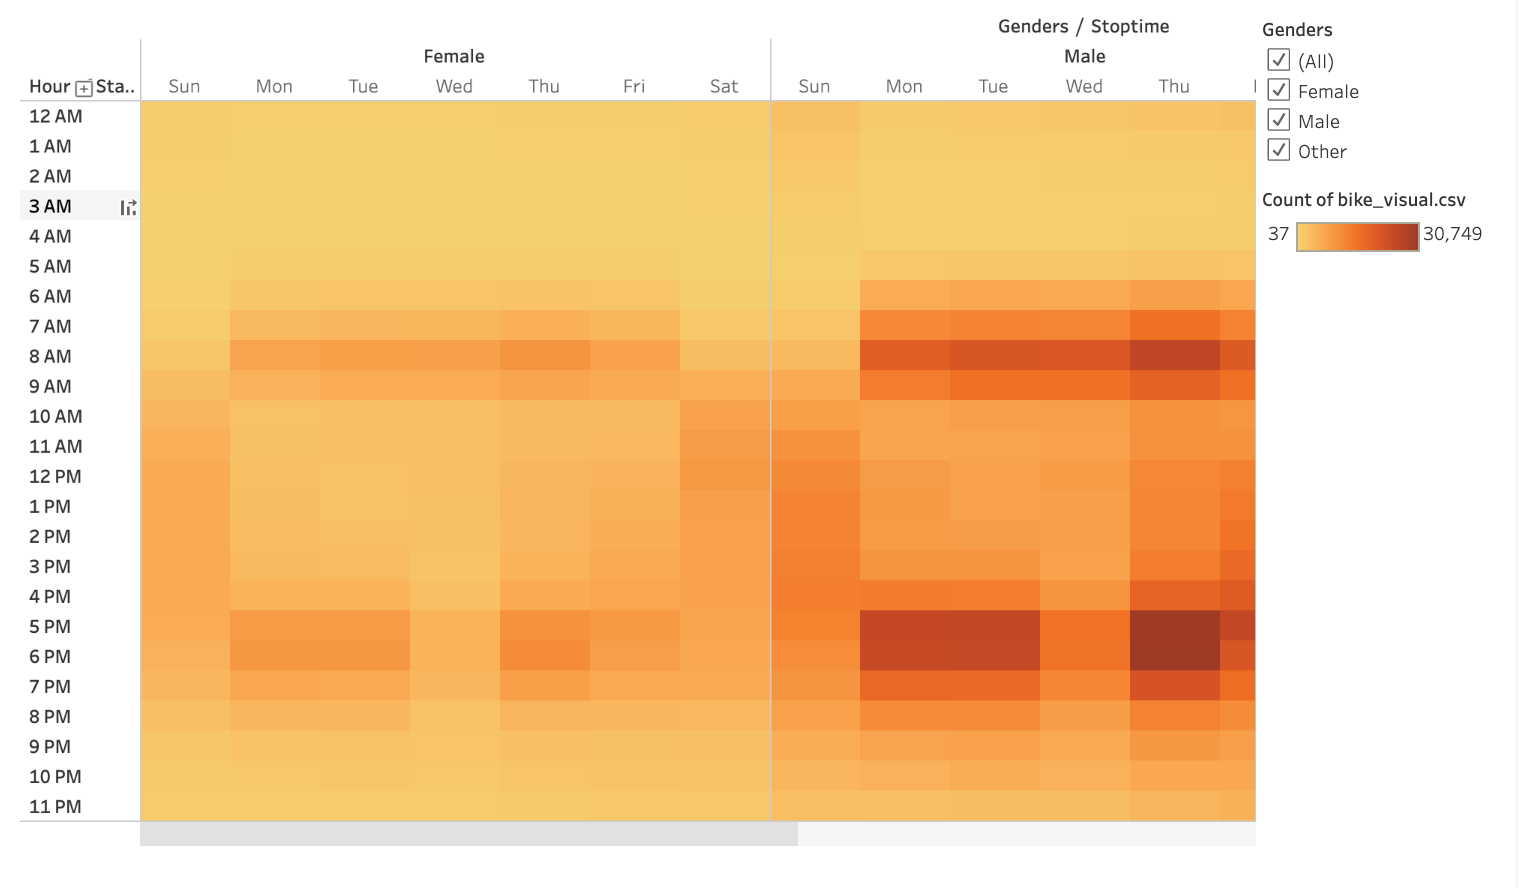 Genders / Stoptime
Female Male
Hour Sta.. Sun Mon Tue Wed Thu Fri Sat Sun Mon Tue Wed Thu
12 AM
1 AM
2 AM
3 AM
4 AM
5 AM
6 AM
7 AM
8 AM
9 AM
10 AM
11 AM
12 PM
1 PM
2 PM
3 PM
4 PM
5 PM
6 PM
7 PM
8 PM
9 PM
10 PM
11 PM
Genders
(All)
Female
Male
Other
Count of bike_visual.csv
37 30,749